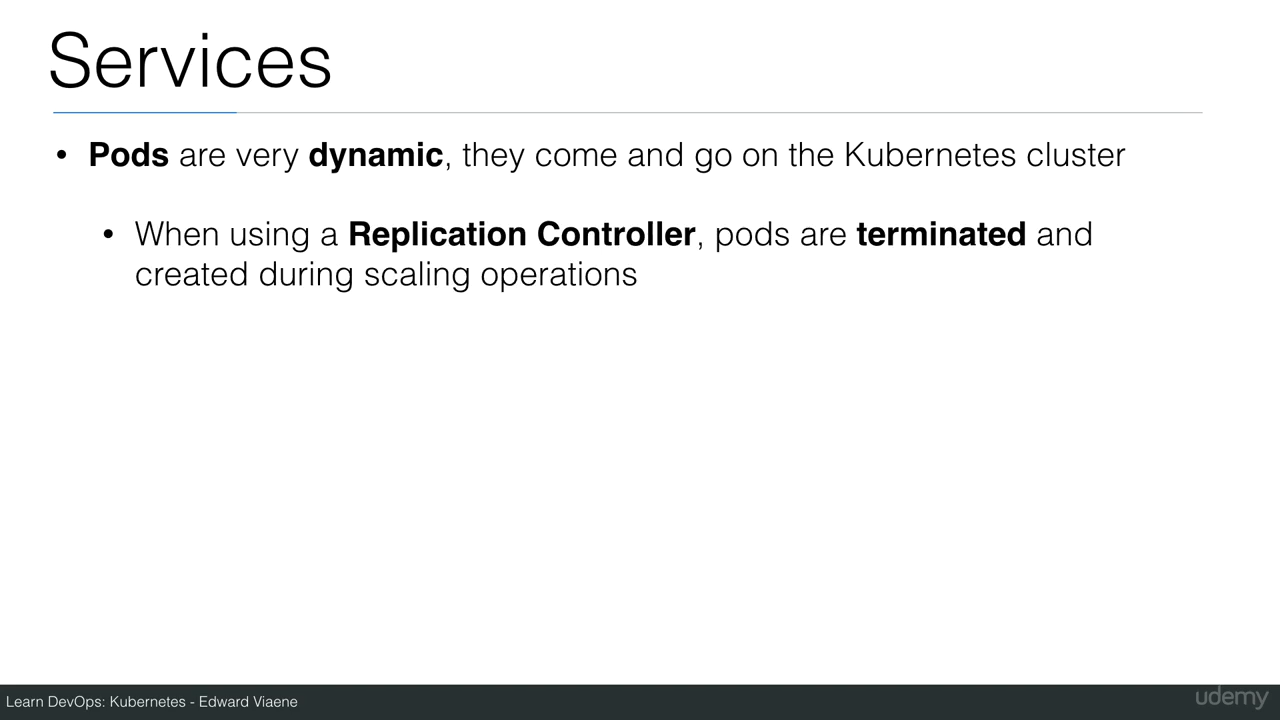 Services
• Pods are very dynamic, they come and go on the Kubernetes cluster
• When using a Replication Controller, pods are terminated and
created during scaling operations
Learn DevOps: Kubernetes - Edward Viaene
udemy